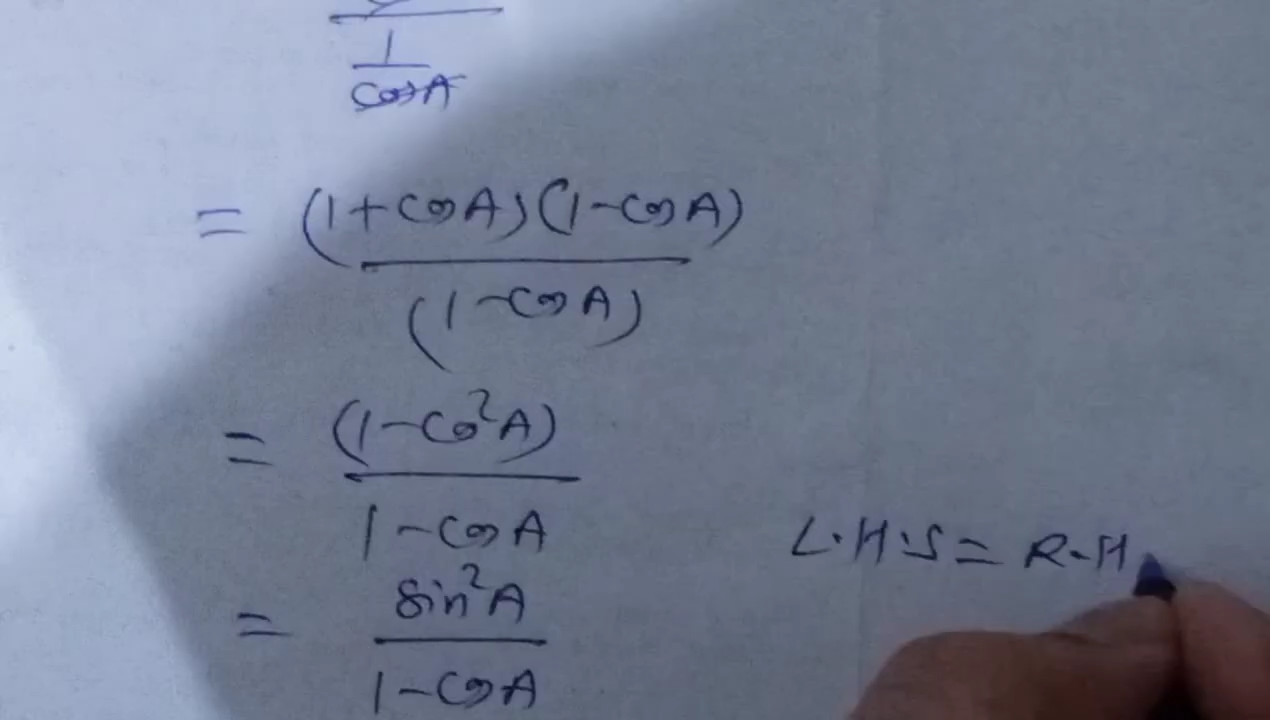 1
cosA
= (1+cosA)(1-cosA)
(1-cosA)
= (1-cos²A)
1-cosA
L.H.S = R.H
= sin²A
1-cosA